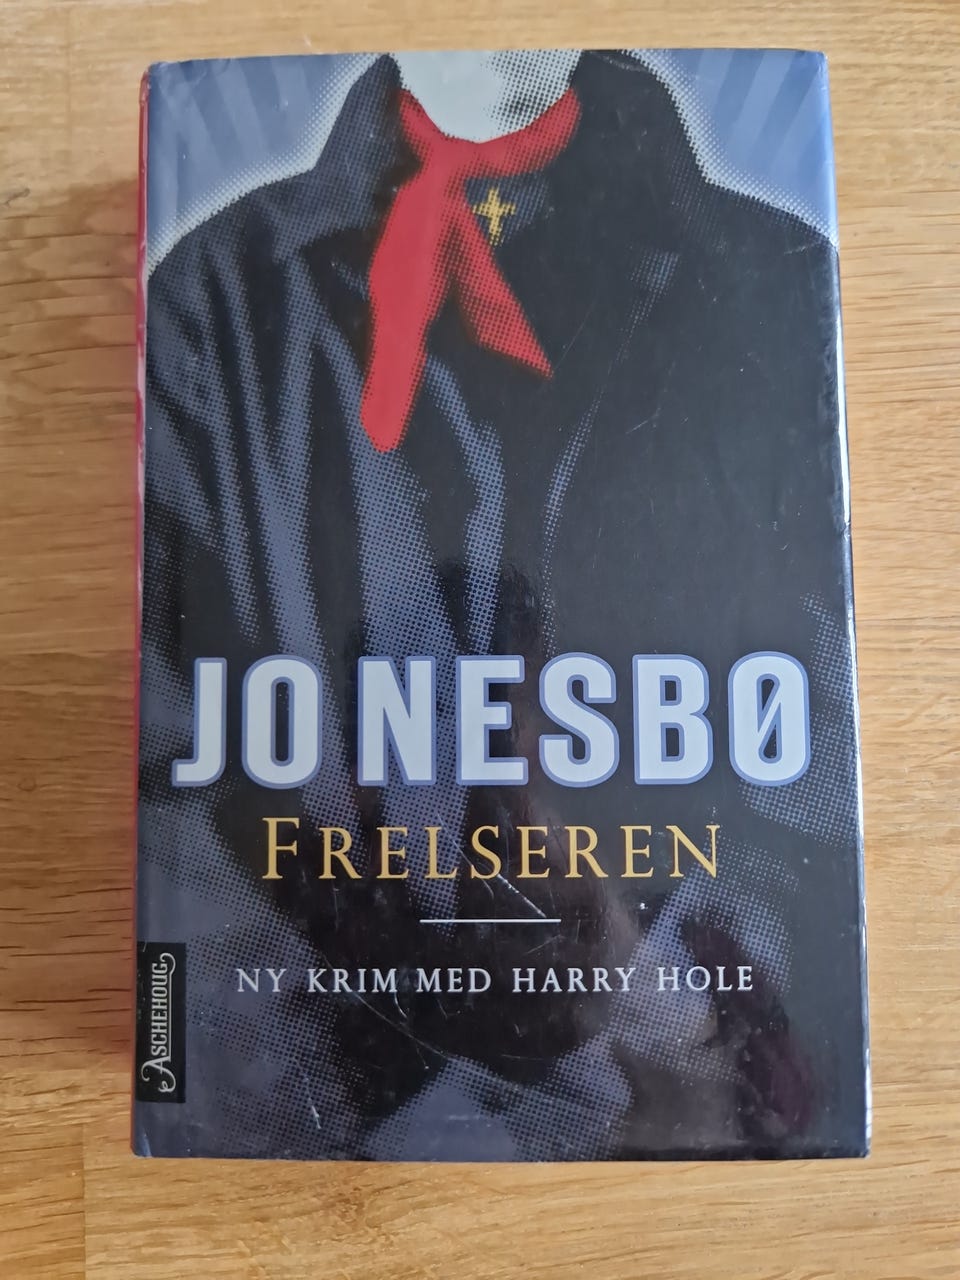 JO NESBØ
FRELSEREN
NY KRIM MED HARRY HOLE
ASCHEHOUG